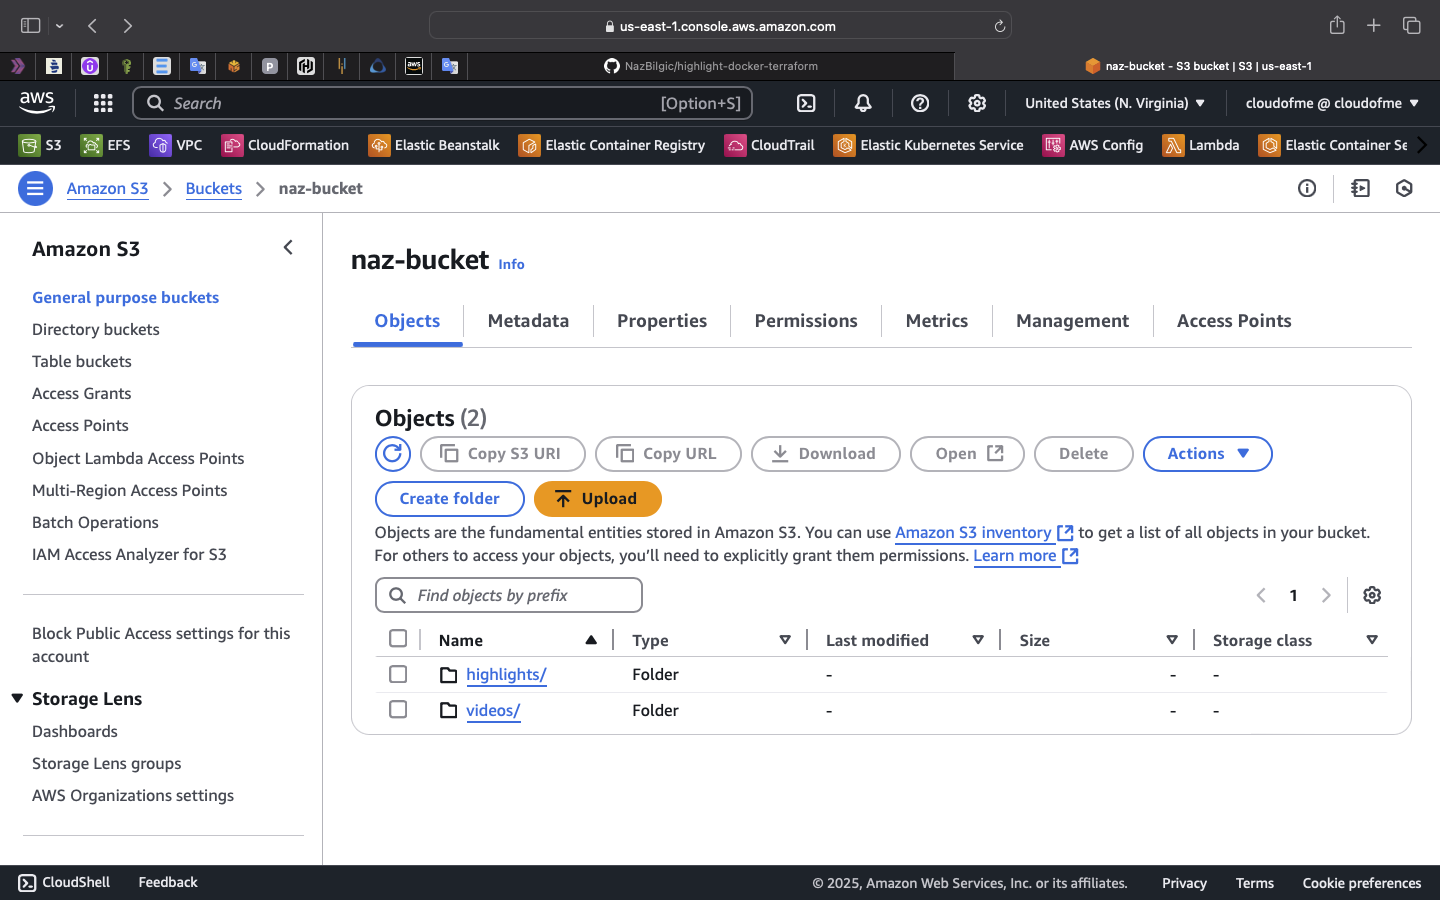 us-east-1.console.aws.amazon.com
NazBilgic/highlight-docker-terraform
naz-bucket - S3 bucket | S3 | us-east-1
aws
Search [Option+S]
United States (N. Virginia)
cloudofme @ cloudofme
S3
EFS
VPC
CloudFormation
Elastic Beanstalk
Elastic Container Registry
CloudTrail
Elastic Kubernetes Service
AWS Config
Lambda
Elastic Container Se
Amazon S3
Buckets
naz-bucket
Amazon S3
General purpose buckets
Directory buckets
Table buckets
Access Grants
Access Points
Object Lambda Access Points
Multi-Region Access Points
Batch Operations
IAM Access Analyzer for S3
Block Public Access settings for this
account
Storage Lens
Dashboards
Storage Lens groups
AWS Organizations settings
naz-bucket Info
Objects
Metadata
Properties
Permissions
Metrics
Management
Access Points
Objects (2)
Copy S3 URI
Copy URL
Download
Open
Delete
Actions
Create folder
Upload
Objects are the fundamental entities stored in Amazon S3. You can use Amazon S3 inventory to get a list of all objects in your bucket.
For others to access your objects, you’ll need to explicitly grant them permissions. Learn more
Find objects by prefix
1
Name Type Last modified Size Storage class
highlights/ Folder - - -
videos/ Folder - - -
CloudShell
Feedback
© 2025, Amazon Web Services, Inc. or its affiliates.
Privacy
Terms
Cookie preferences